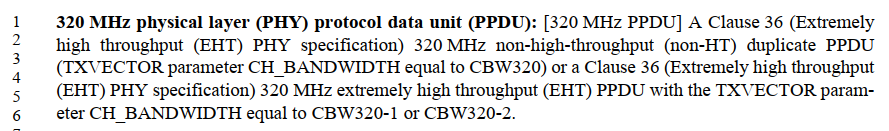 1 320 MHz physical layer (PHY) protocol data unit (PPDU): [320 MHz PPDU] A Clause 36 (Extremely
2 high throughput (EHT) PHY specification) 320 MHz non-high-throughput (non-HT) duplicate PPDU
3 (TXVECTOR parameter CH_BANDWIDTH equal to CBW320) or a Clause 36 (Extremely high throughput
4 (EHT) PHY specification) 320 MHz extremely high throughput (EHT) PPDU with the TXVECTOR param-
5 eter CH_BANDWIDTH equal to CBW320-1 or CBW320-2.
6